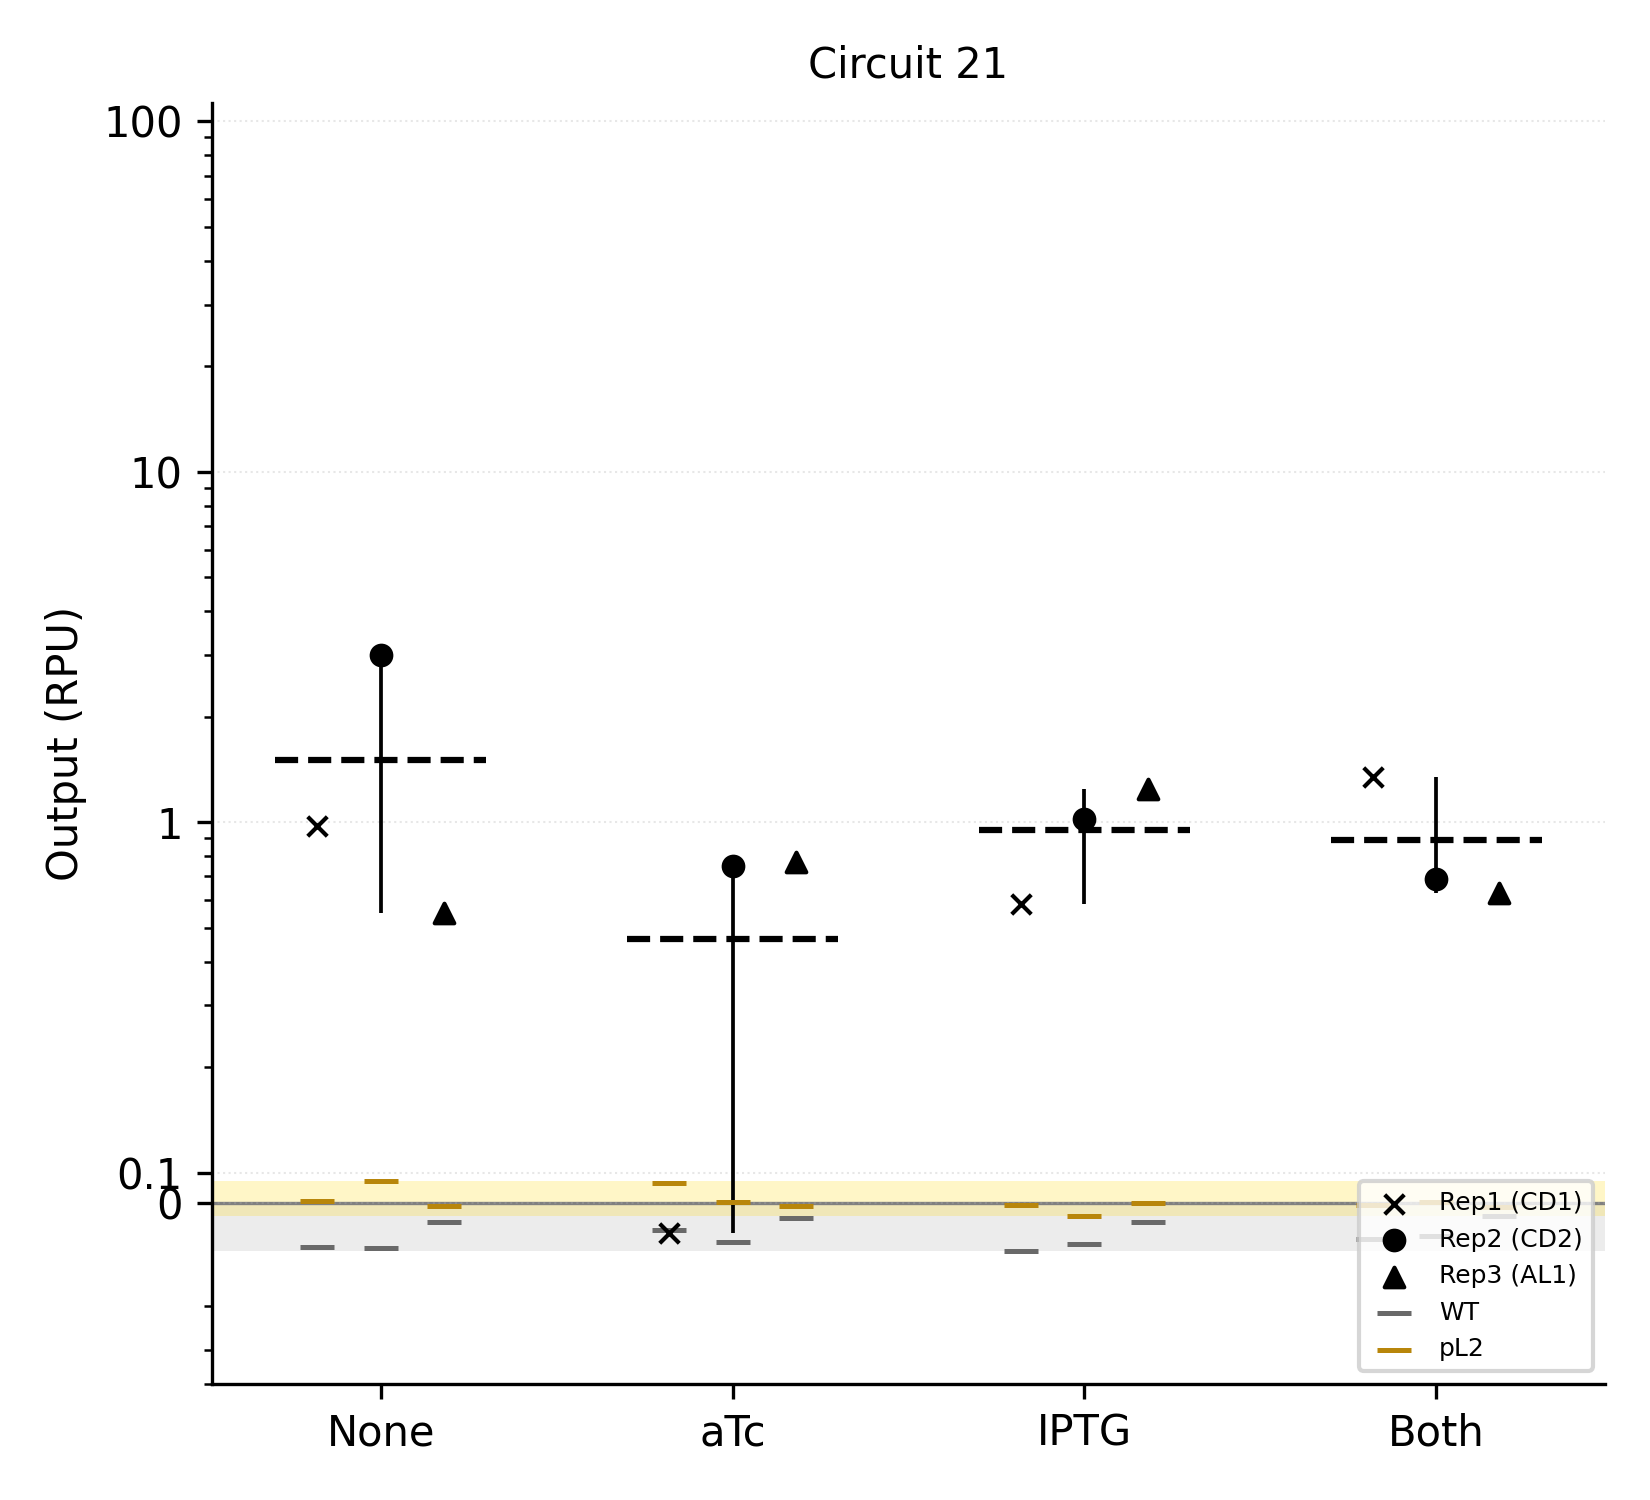 Circuit 21
100
10
1
0.1
0
Output (RPU)
None
aTc
IPTG
Both
Rep1 (CD1)
Rep2 (CD2)
Rep3 (AL1)
WT
pL2